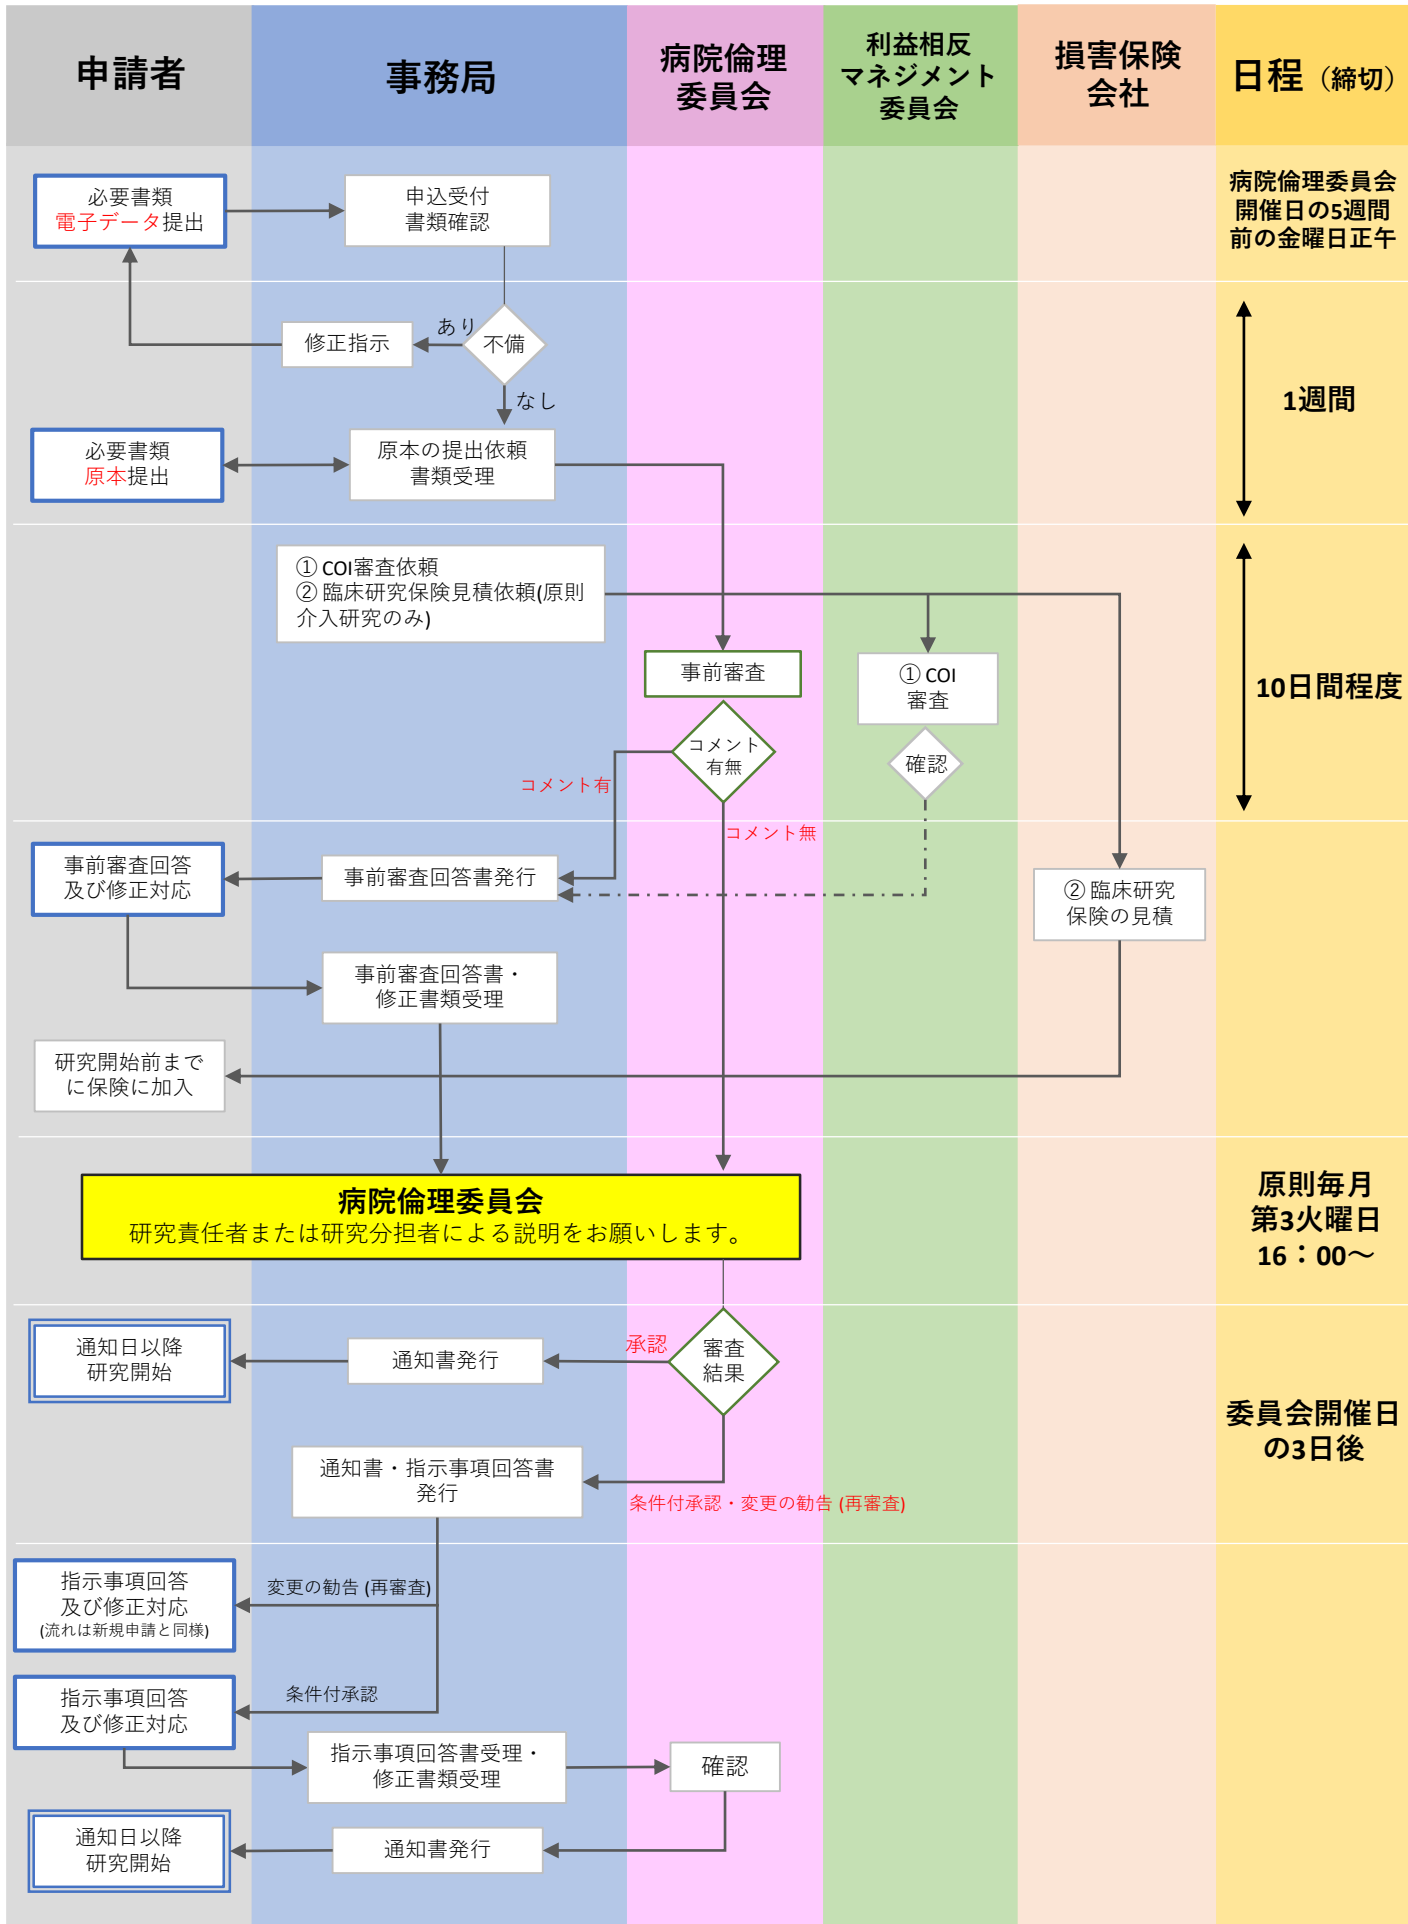 申請者
事務局
病院倫理
委員会
利益相反
マネジメント
委員会
損害保険
会社
日程（締切）
必要書類
電子データ提出
申込受付
書類確認
病院倫理委員会
開催日の5週間
前の金曜日正午
修正指示
あり
不備
なし
1週間
必要書類
原本提出
原本の提出依頼
書類受理
① COI審査依頼
② 臨床研究保険見積依頼(原則
介入研究のみ)
事前審査
① COI
審査
10日間程度
コメント
有無
確認
コメント有
コメント無
事前審査回答
及び修正対応
事前審査回答書発行
② 臨床研究
保険の見積
事前審査回答書・
修正書類受理
研究開始前まで
に保険に加入
病院倫理委員会
研究責任者または研究分担者による説明をお願いします。
原則毎月
第3火曜日
16：00～
通知日以降
研究開始
通知書発行
承認
審査
結果
委員会開催日
の3日後
通知書・指示事項回答書
発行
条件付承認・変更の勧告 (再審査)
指示事項回答
及び修正対応
(流れは新規申請と同様)
変更の勧告 (再審査)
指示事項回答
及び修正対応
条件付承認
指示事項回答書受理・
修正書類受理
確認
通知日以降
研究開始
通知書発行